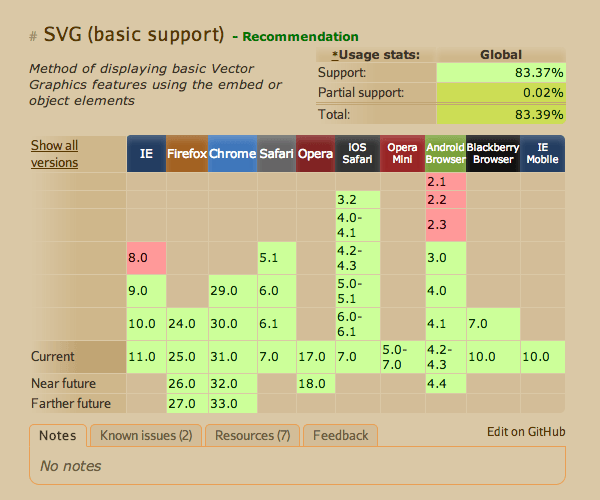 # SVG (basic support) - Recommendation
Method of displaying basic Vector
Graphics features using the embed or
object elements
*Usage stats: Global
Support: 83.37%
Partial support: 0.02%
Total: 83.39%
Show all
versions
IE Firefox Chrome Safari Opera iOS Safari Opera Mini Android Browser Blackberry Browser IE Mobile
2.1
3.2 2.2
4.0-4.1 2.3
8.0 5.1 4.2-4.3 3.0
9.0 29.0 6.0 5.0-5.1 4.0
10.0 24.0 30.0 6.1 6.0-6.1 4.1 7.0
Current 11.0 25.0 31.0 7.0 17.0 7.0 5.0-7.0 4.2-4.3 10.0 10.0
Near future 26.0 32.0 18.0 4.4
Farther future 27.0 33.0
Notes Known issues (2) Resources (7) Feedback Edit on GitHub
No notes